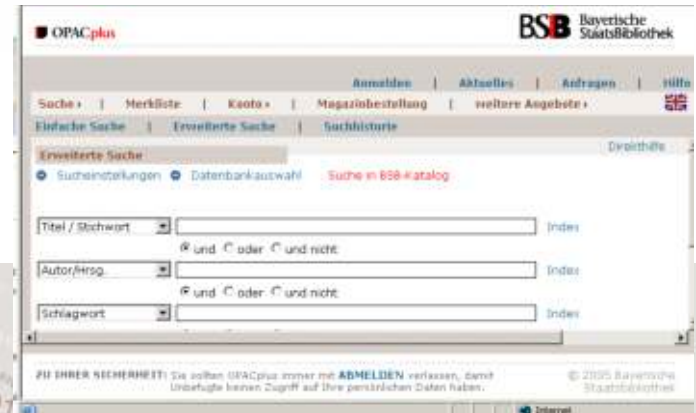 OPACplus
BSB Bayerische
StaatsBibliothek
Anmelden | Aktuelles | Anfragen | Hilfe
Suche | Merkliste | Konto | Magazinbestellung | weitere Angebote
Einfache Suche | Erweiterte Suche | Suchhistorie
Direkthilfe
Erweiterte Suche
Sucheinstellungen Datenbankauswahl Suche in BSB-Katalog
Titel / Stichwort Index
und oder und nicht
Autor/Hrsg. Index
und oder und nicht
Schlagwort Index
ZU IHRER SICHERHEIT: Sie sollten OPACplus immer mit ABMELDEN verlassen, damit
Unbefugte keinen Zugriff auf Ihre persönlichen Daten haben.
© 2005 Bayerische
Staatsbibliothek
Internet